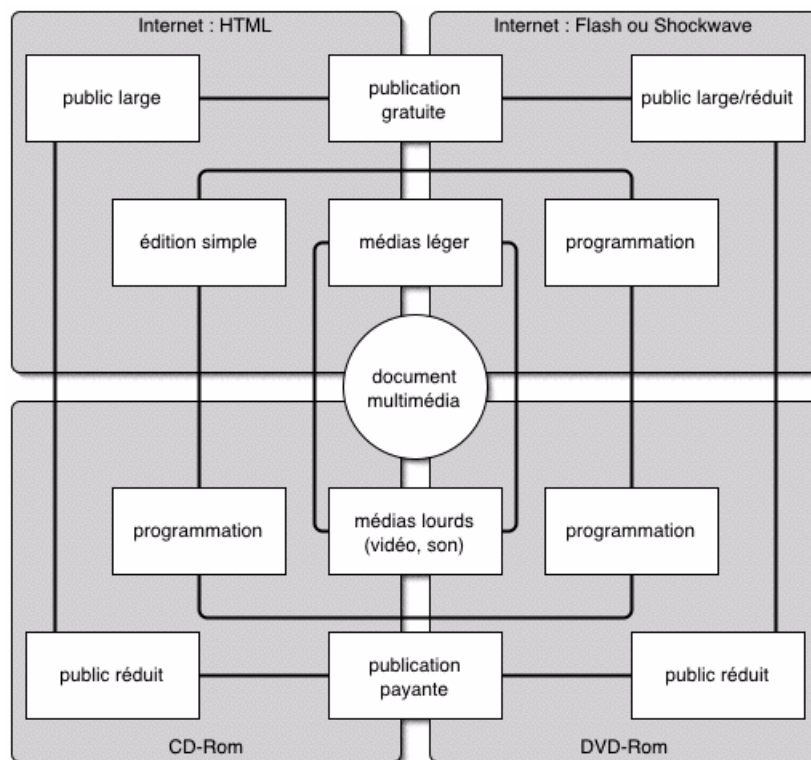 Internet : HTML
Internet : Flash ou Shockwave
public large
publication
gratuite
public large/réduit
édition simple
médias léger
programmation
document
multimédia
programmation
médias lourds
(vidéo, son)
programmation
public réduit
publication
payante
public réduit
CD-Rom
DVD-Rom